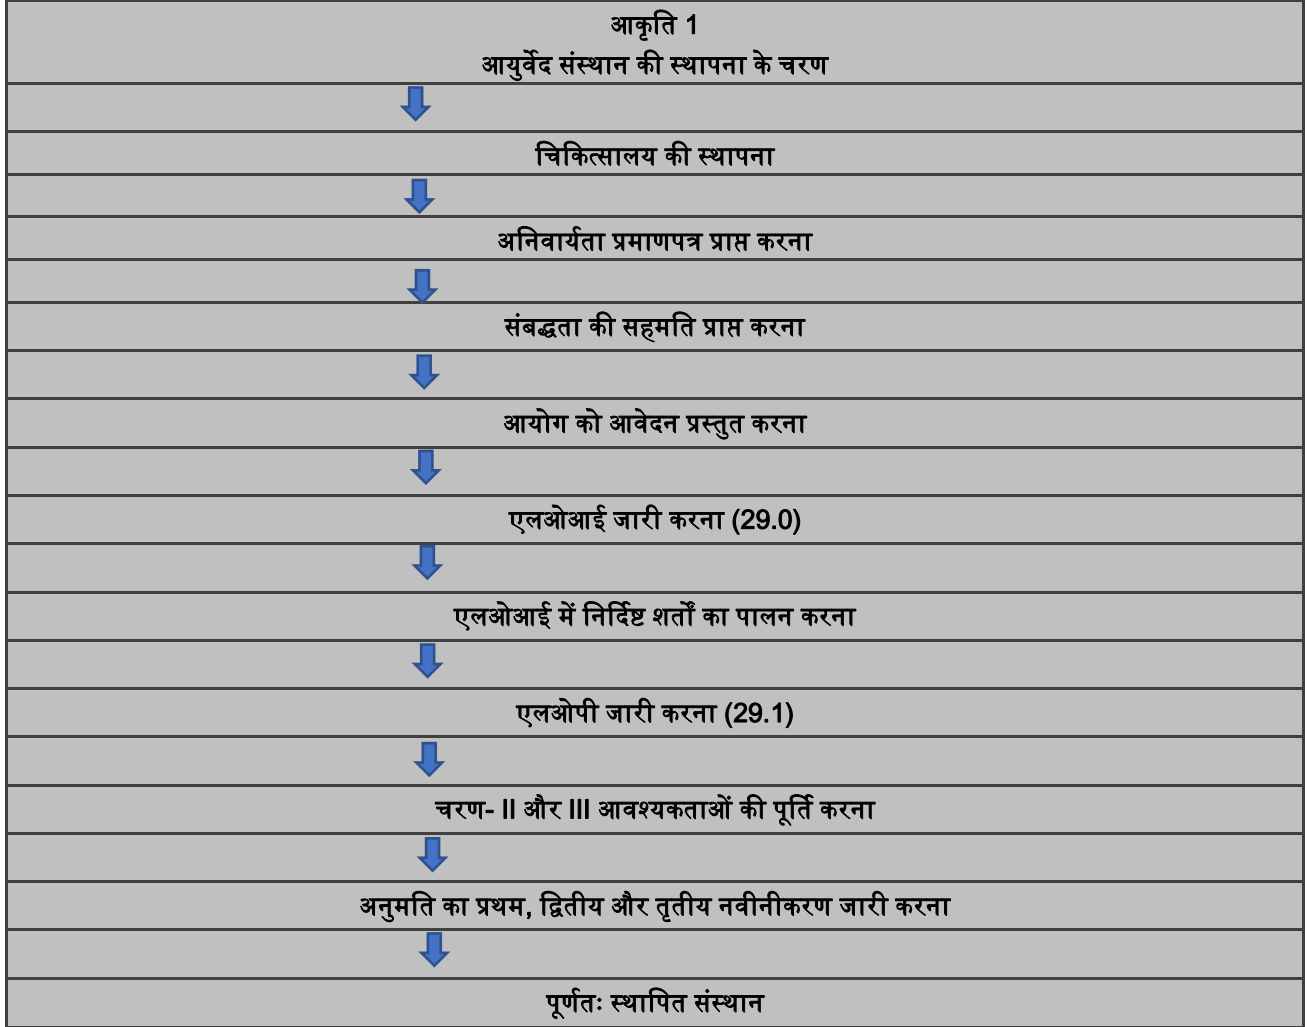 आकृति 1
आयुर्वेद संस्थान की स्थापना के चरण
चिकित्सालय की स्थापना
अनिवार्यता प्रमाणपत्र प्राप्त करना
संबद्धता की सहमति प्राप्त करना
आयोग को आवेदन प्रस्तुत करना
एलओआई जारी करना (29.0)
एलओआई में निर्दिष्ट शर्तों का पालन करना
एलओपी जारी करना (29.1)
चरण- II और III आवश्यकताओं की पूर्ति करना
अनुमति का प्रथम, द्वितीय और तृतीय नवीनीकरण जारी करना
पूर्णतः स्थापित संस्थान